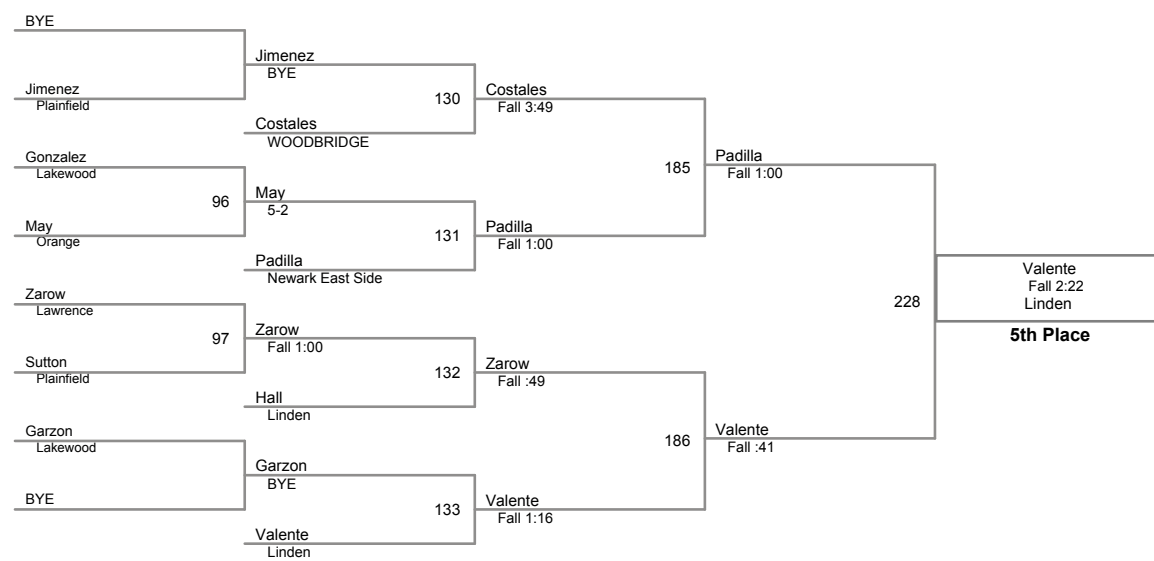 BYE
Jimenez
Plainfield
Jimenez
BYE
130
Costales
WOODBRIDGE
Costales
Fall 3:49
Gonzalez
Lakewood
96
May
Orange
May
5-2
131
Padilla
Newark East Side
Padilla
Fall 1:00
185
Padilla
Fall 1:00
Zarow
Lawrence
97
Sutton
Plainfield
Zarow
Fall 1:00
132
Hall
Linden
Zarow
Fall :49
Garzon
Lakewood
BYE
Garzon
BYE
133
Valente
Linden
Valente
Fall 1:16
186
Valente
Fall :41
228
Valente
Fall 2:22
Linden
5th Place